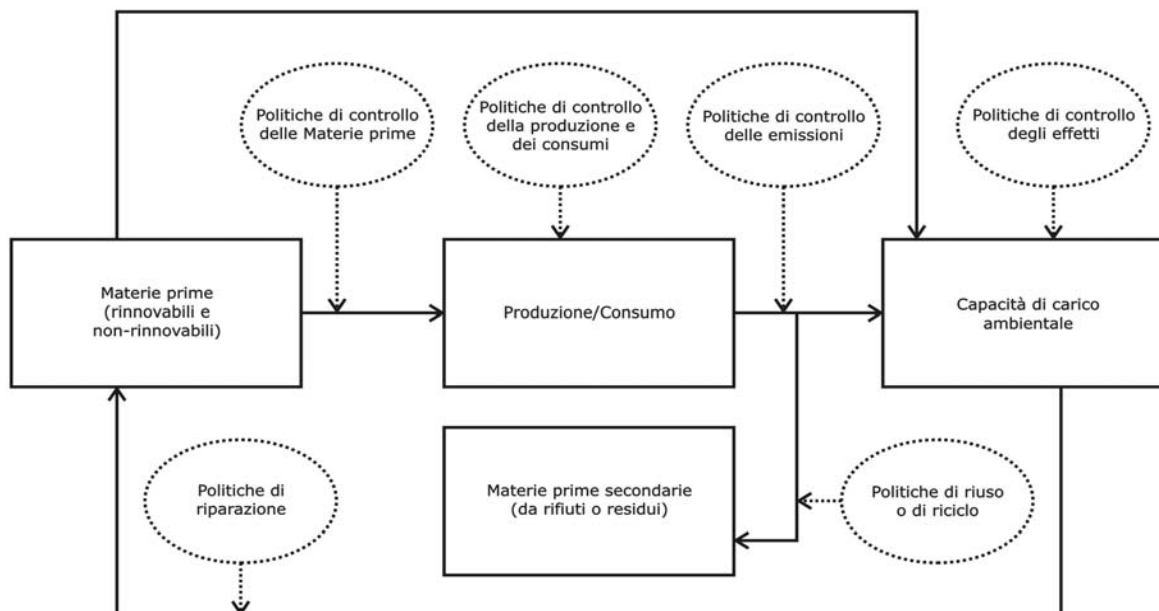 Politiche di controllo
delle Materie prime
Politiche di controllo
della produzione e
dei consumi
Politiche di controllo
delle emissioni
Politiche di controllo
degli effetti
Materie prime
(rinnovabili e
non-rinnovabili)
Produzione/Consumo
Capacità di carico
ambientale
Politiche di
riparazione
Materie prime secondarie
(da rifiuti o residui)
Politiche di riuso
o di riciclo